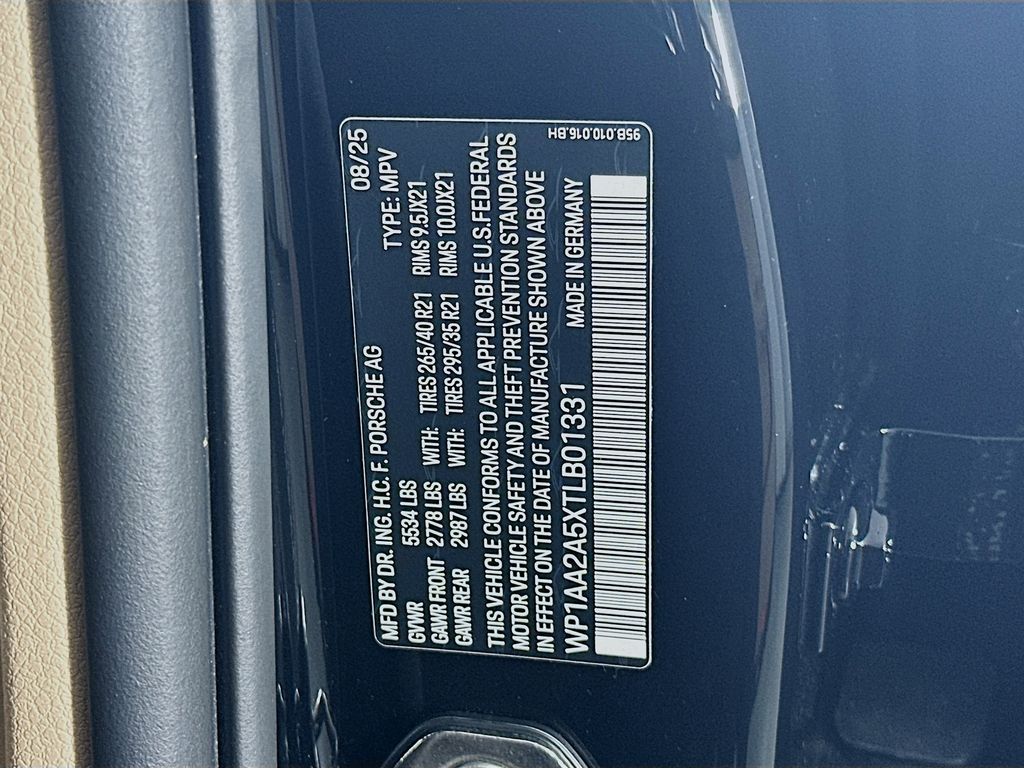 MFD BY DR. ING. H.C. F. PORSCHE AG 08/25
GVWR 5534 LBS TYPE: MPV
GAWR FRONT 2778 LBS WITH: TIRES 265/40 R21 RIMS 9.5JX21
GAWR REAR 2987 LBS WITH: TIRES 295/35 R21 RIMS 10.0JX21
THIS VEHICLE CONFORMS TO ALL APPLICABLE U.S.FEDERAL
MOTOR VEHICLE SAFETY AND THEFT PREVENTION STANDARDS
IN EFFECT ON THE DATE OF MANUFACTURE SHOWN ABOVE
WP1AA2A5XTLB01331 MADE IN GERMANY
95B.010.016.BH